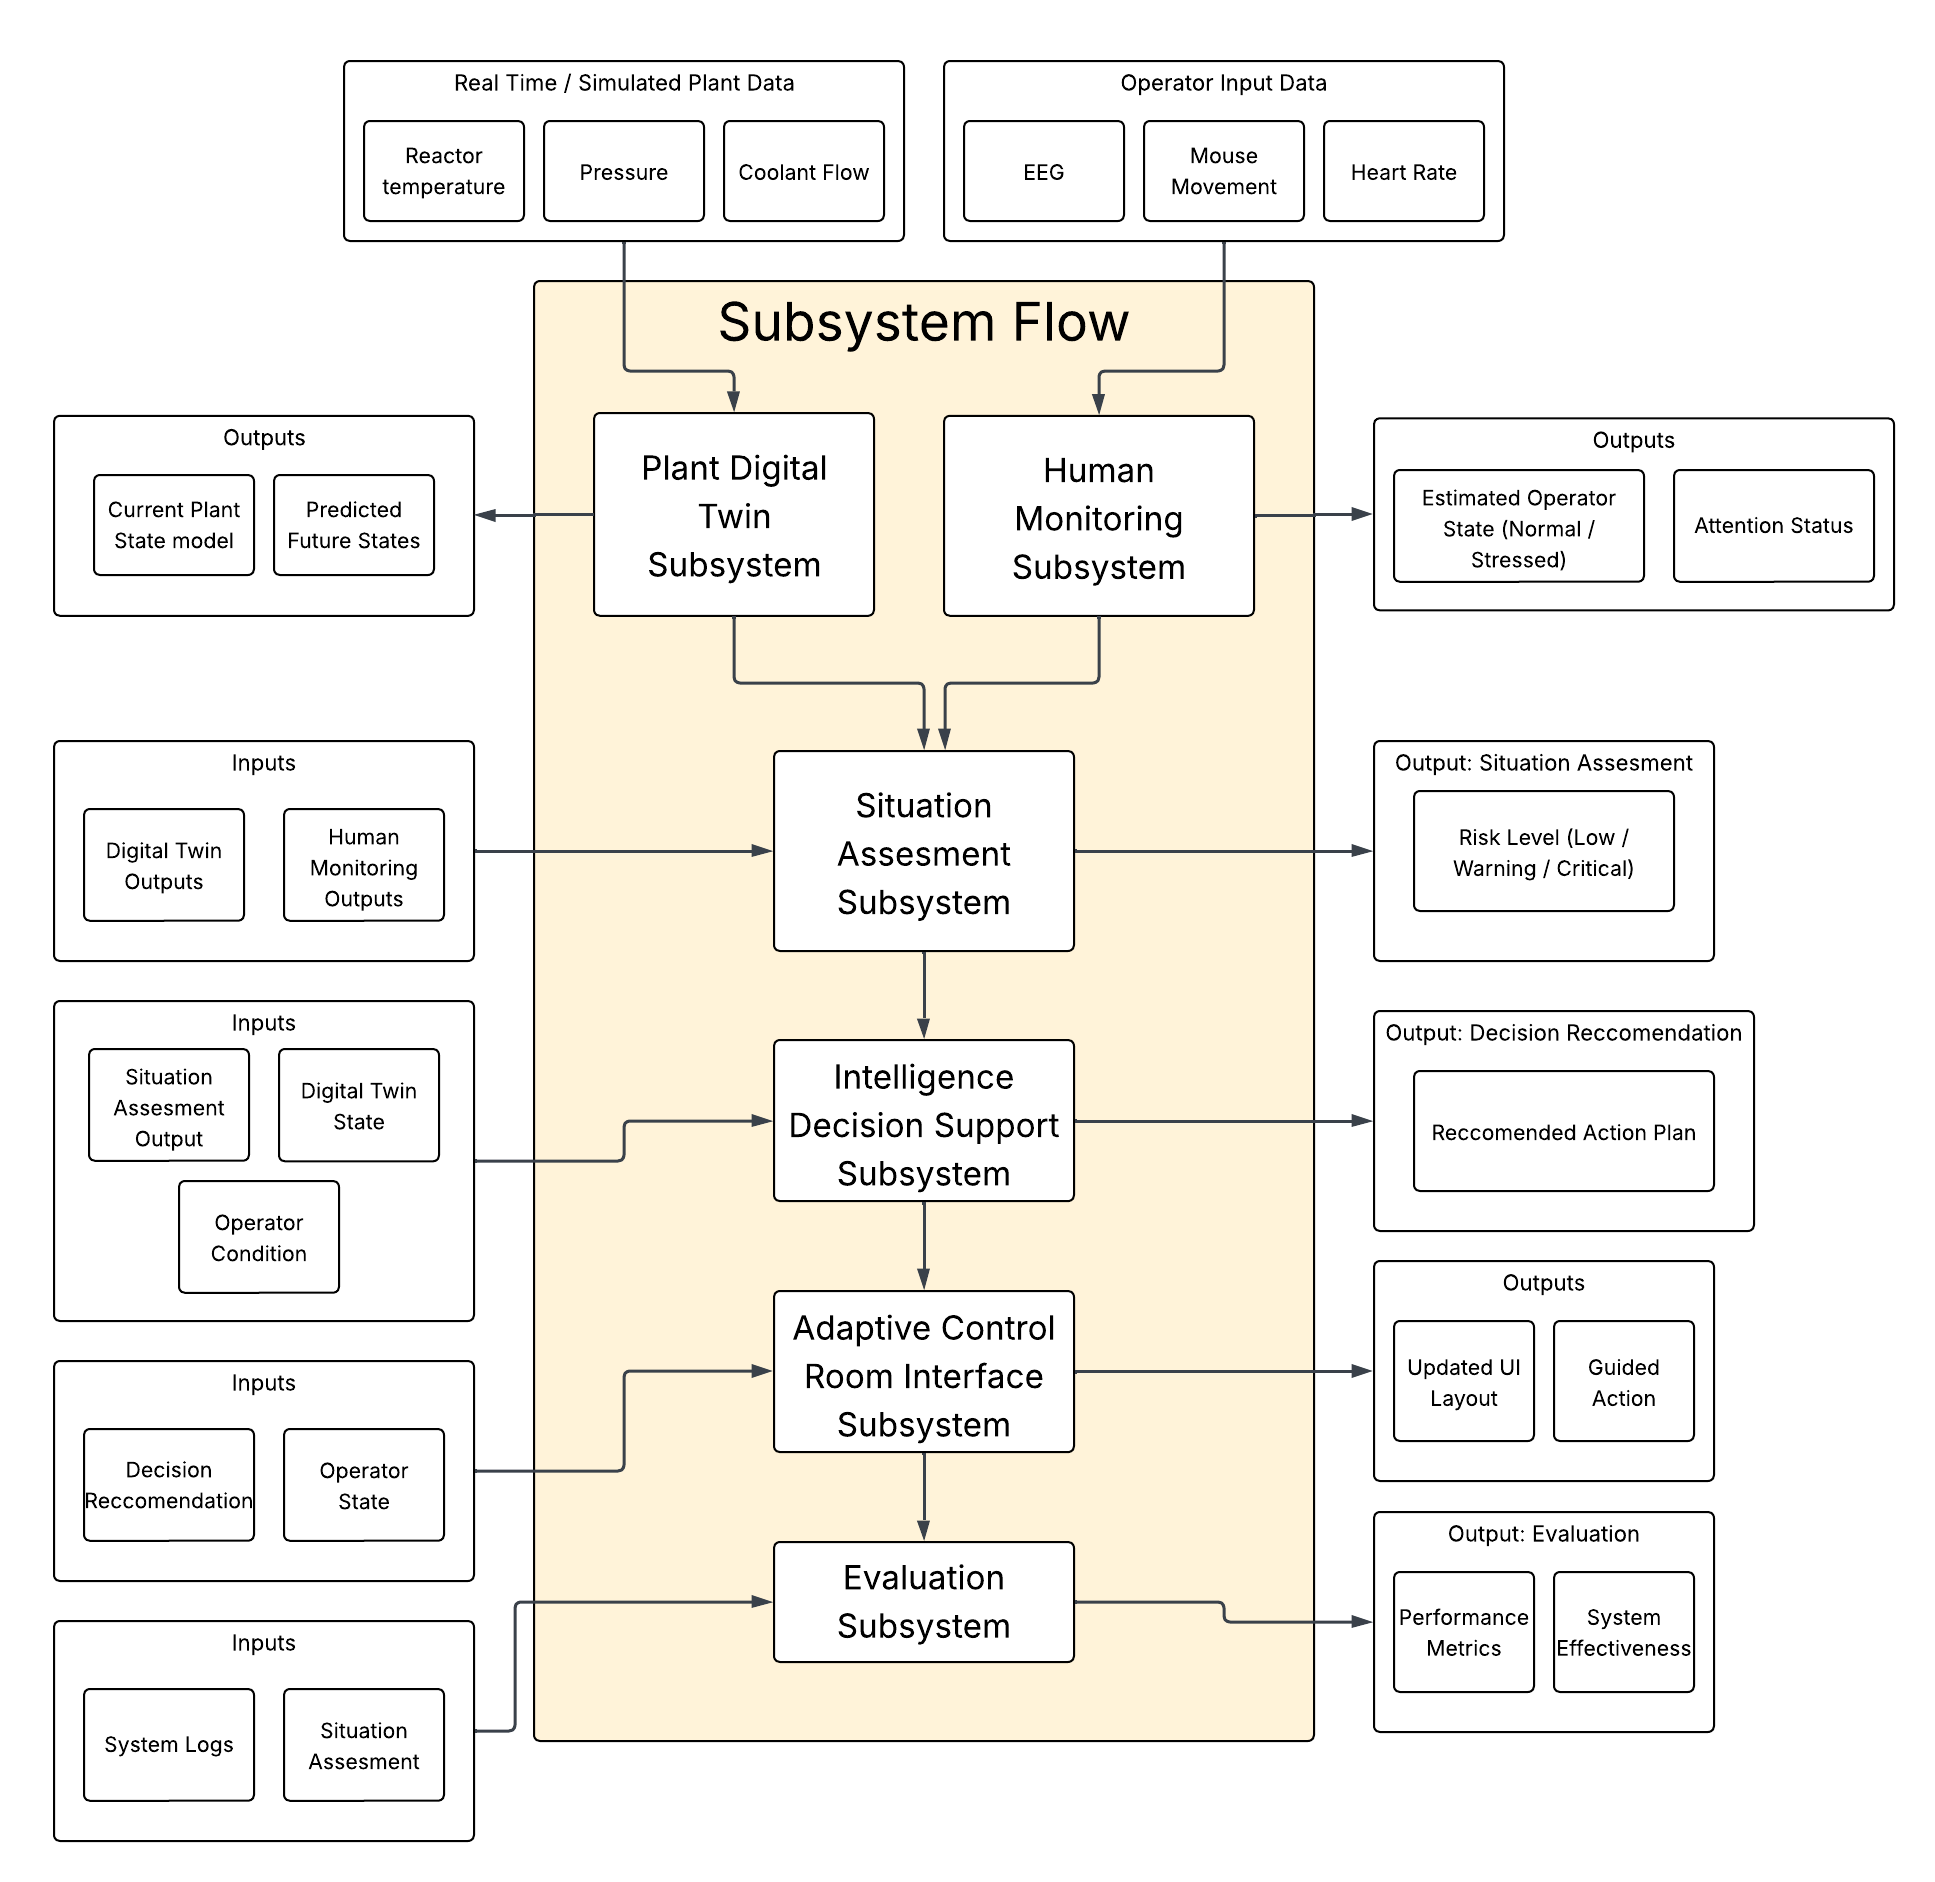 Real Time / Simulated Plant Data
Reactor
temperature
Pressure
Coolant Flow
Operator Input Data
EEG
Mouse
Movement
Heart Rate
Subsystem Flow
Outputs
Current Plant
State model
Predicted
Future States
Plant Digital
Twin
Subsystem
Human
Monitoring
Subsystem
Outputs
Estimated Operator
State (Normal /
Stressed)
Attention Status
Inputs
Digital Twin
Outputs
Human
Monitoring
Outputs
Situation
Assesment
Subsystem
Output: Situation Assesment
Risk Level (Low /
Warning / Critical)
Inputs
Situation
Assesment
Output
Digital Twin
State
Operator
Condition
Intelligence
Decision Support
Subsystem
Output: Decision Reccomendation
Reccomended Action Plan
Inputs
Decision
Reccomendation
Operator
State
Adaptive Control
Room Interface
Subsystem
Outputs
Updated UI
Layout
Guided
Action
Inputs
System Logs
Situation
Assesment
Evaluation
Subsystem
Output: Evaluation
Performance
Metrics
System
Effectiveness